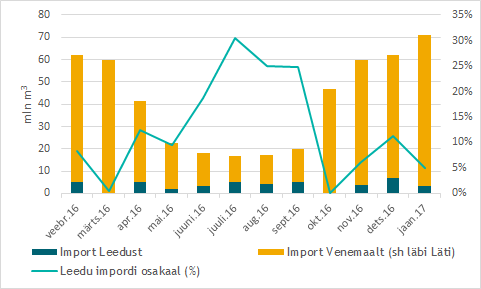 80
70
60
50
40
30
20
10
0
mln m³
35%
30%
25%
20%
15%
10%
5%
0%
veebr.16
märts.16
apr.16
mai.16
juuni.16
juuli.16
aug.16
sept.16
okt.16
nov.16
dets.16
jaan.17
Import Leedust
Import Venemaalt (sh läbi Läti)
Leedu impordi osakaal (%)